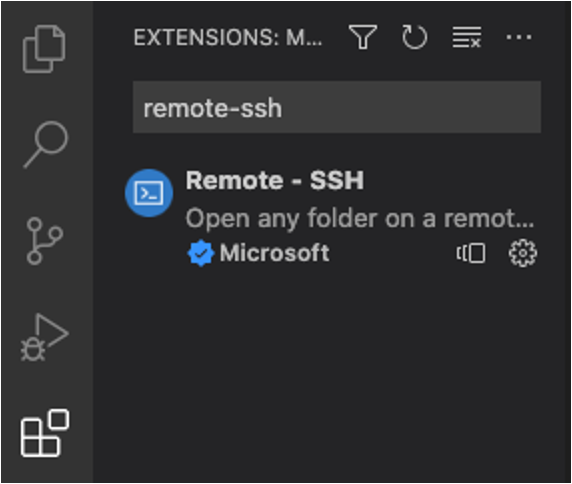 EXTENSIONS: M...
remote-ssh
Remote - SSH
Open any folder on a remot...
Microsoft